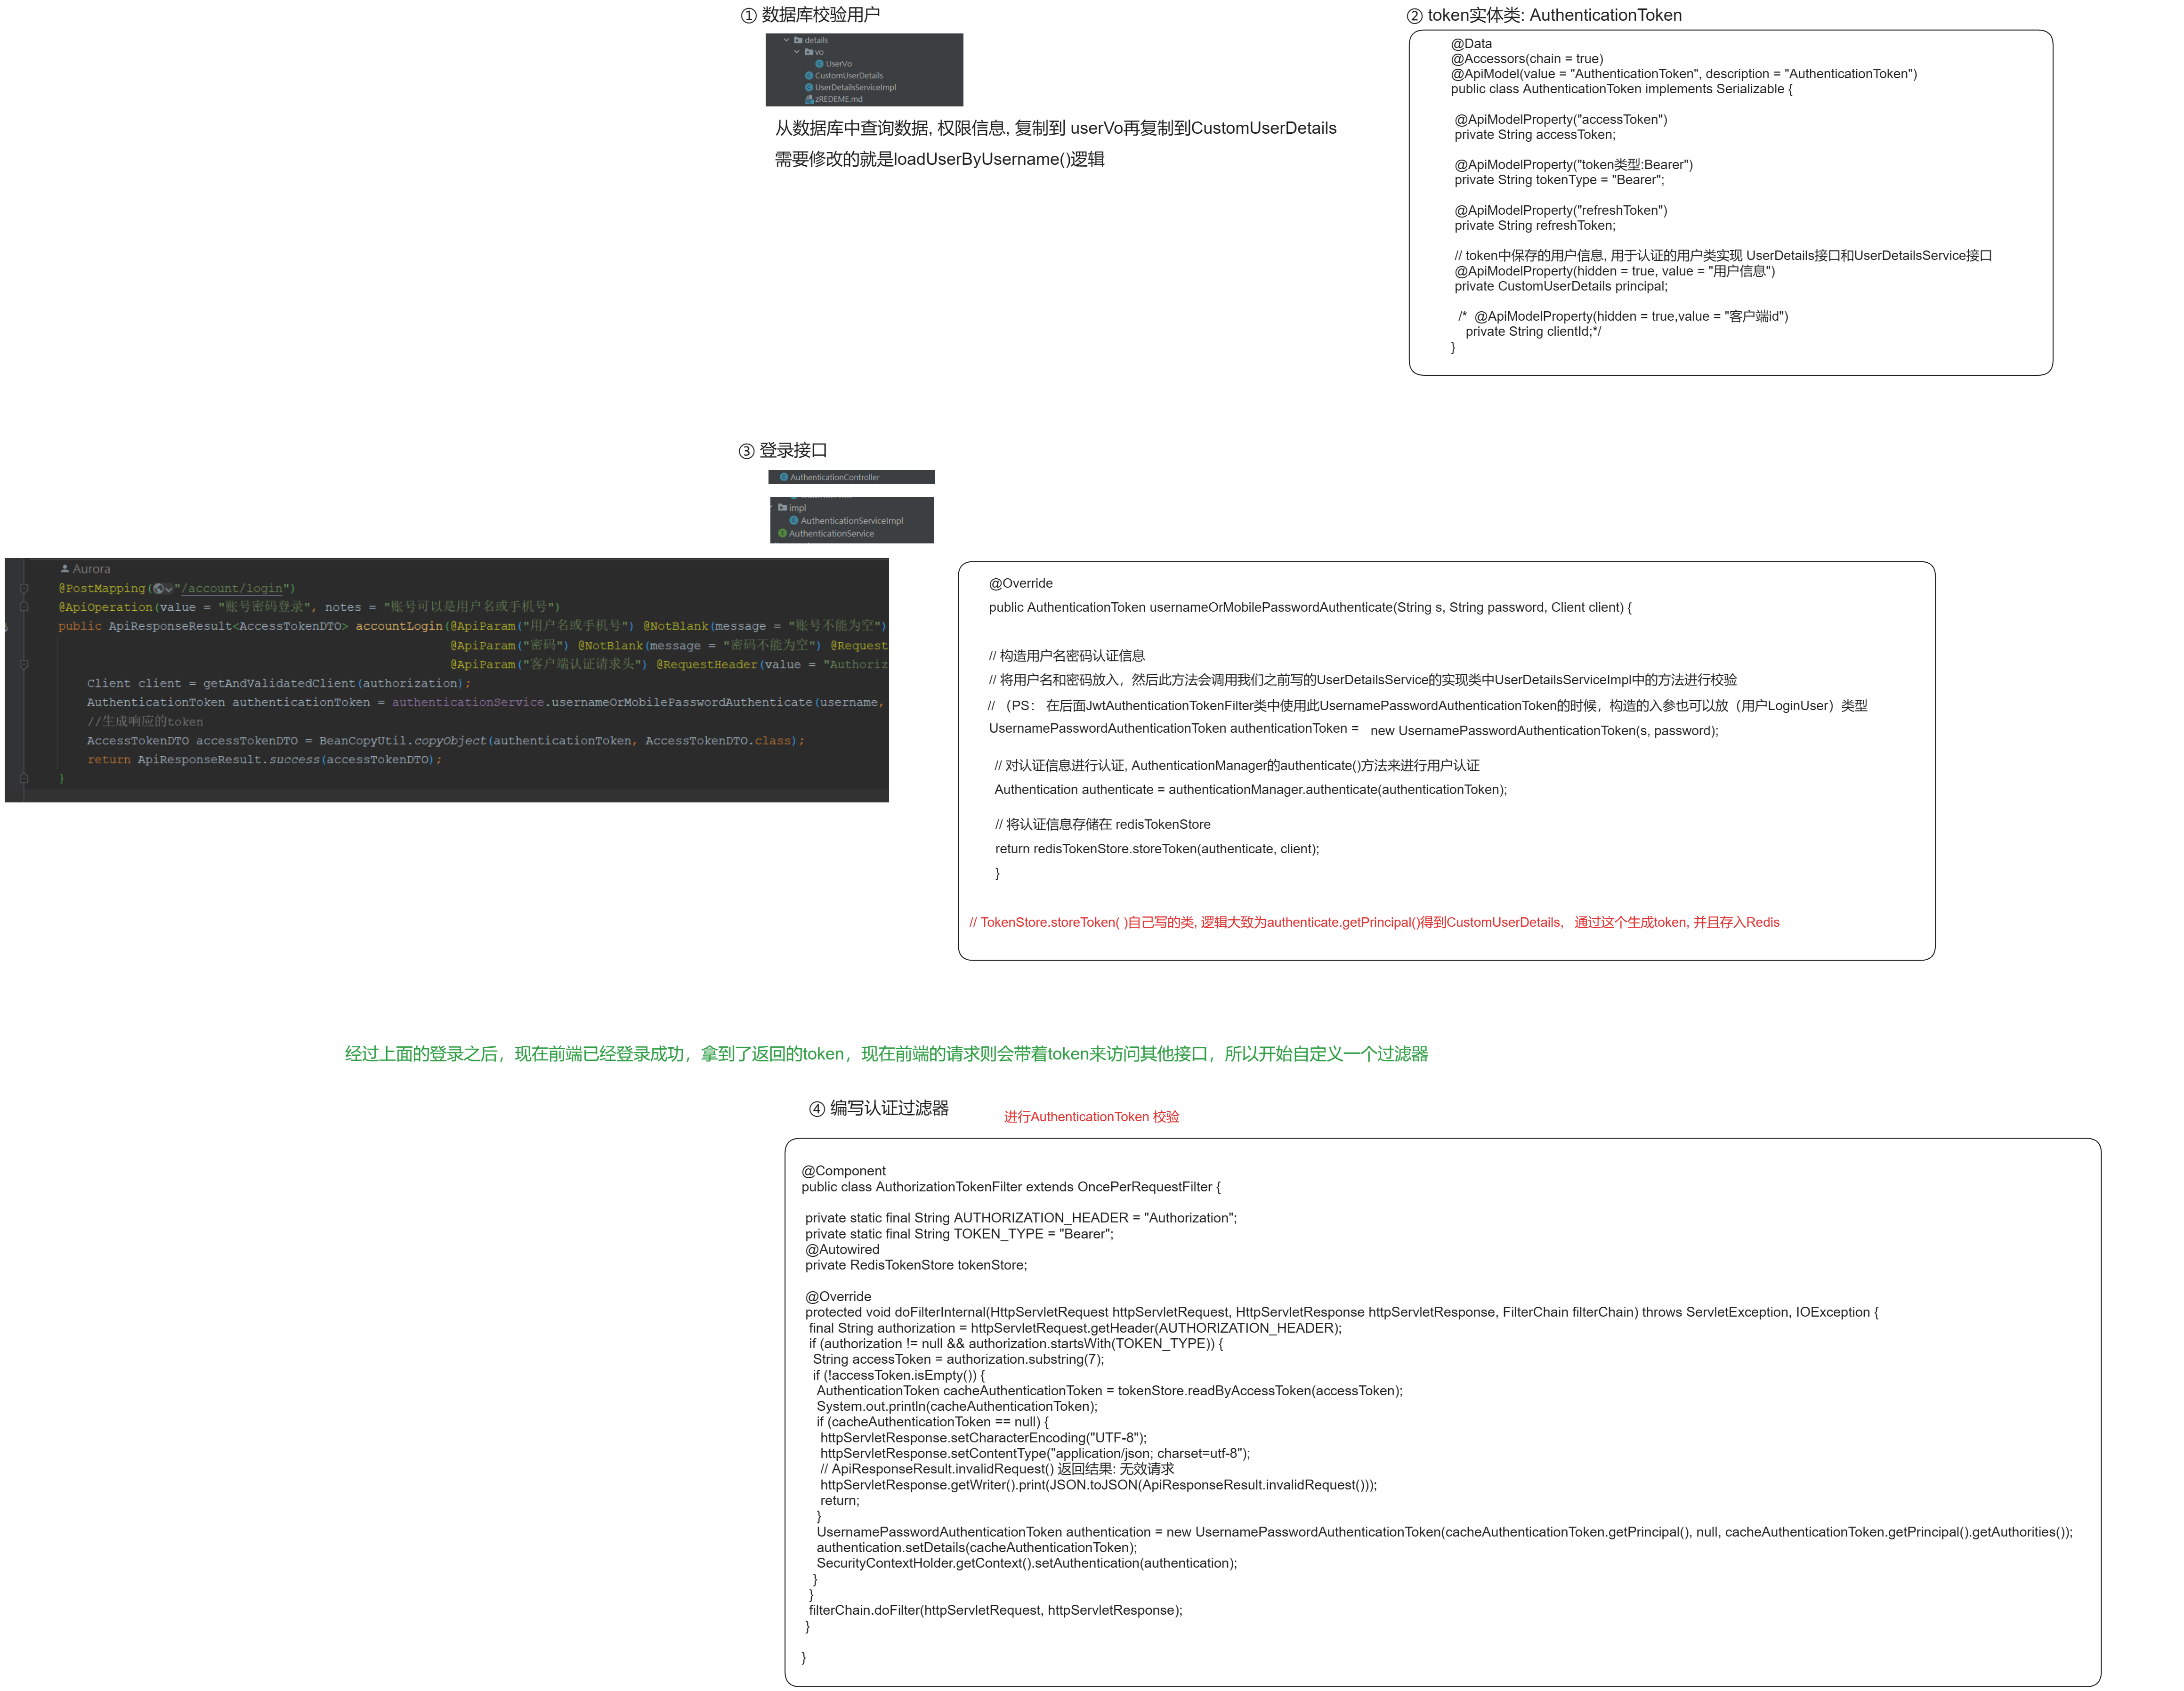 ① 数据库校验用户
details
vo
UserVo
CustomUserDetails
UserDetailsServiceImpl
zREDEME.md
从数据库中查询数据, 权限信息, 复制到 userVo再复制到CustomUserDetails
需要修改的就是loadUserByUsername()逻辑
② token实体类: AuthenticationToken
@Data
@Accessors(chain = true)
@ApiModel(value = "AuthenticationToken", description = "AuthenticationToken")
public class AuthenticationToken implements Serializable {
@ApiModelProperty("accessToken")
private String accessToken;
@ApiModelProperty("token类型:Bearer")
private String tokenType = "Bearer";
@ApiModelProperty("refreshToken")
private String refreshToken;
// token中保存的用户信息, 用于认证的用户类实现 UserDetails接口和UserDetailsService接口
@ApiModelProperty(hidden = true, value = "用户信息")
private CustomUserDetails principal;
/*  @ApiModelProperty(hidden = true,value = "客户端id")
private String clientId;*/
}
③ 登录接口
AuthenticationController
impl
AuthenticationServiceImpl
AuthenticationService
Aurora
@PostMapping("/account/login")
@ApiOperation(value = "账号密码登录", notes = "账号可以是用户名或手机号")
public ApiResponseResult<AccessTokenDTO> accountLogin(@ApiParam("用户名或手机号") @NotBlank(message = "账号不能为空")
@ApiParam("密码") @NotBlank(message = "密码不能为空") @Request
@ApiParam("客户端认证请求头") @RequestHeader(value = "Authoriz
Client client = getAndValidatedClient(authorization);
AuthenticationToken authenticationToken = authenticationService.usernameOrMobilePasswordAuthenticate(username,
//生成响应的token
AccessTokenDTO accessTokenDTO = BeanCopyUtil.copyObject(authenticationToken, AccessTokenDTO.class);
return ApiResponseResult.success(accessTokenDTO);
}
@Override
public AuthenticationToken usernameOrMobilePasswordAuthenticate(String s, String password, Client client) {
// 构造用户名密码认证信息
// 将用户名和密码放入，然后此方法会调用我们之前写的UserDetailsService的实现类中UserDetailsServiceImpl中的方法进行校验
// （PS： 在后面JwtAuthenticationTokenFilter类中使用此UsernamePasswordAuthenticationToken的时候，构造的入参也可以放（用户LoginUser）类型
UsernamePasswordAuthenticationToken authenticationToken = new UsernamePasswordAuthenticationToken(s, password);
// 对认证信息进行认证, AuthenticationManager的authenticate()方法来进行用户认证
Authentication authenticate = authenticationManager.authenticate(authenticationToken);
// 将认证信息存储在 redisTokenStore
return redisTokenStore.storeToken(authenticate, client);
}
// TokenStore.storeToken( )自己写的类, 逻辑大致为authenticate.getPrincipal()得到CustomUserDetails,   通过这个生成token, 并且存入Redis
经过上面的登录之后，现在前端已经登录成功，拿到了返回的token，现在前端的请求则会带着token来访问其他接口，所以开始自定义一个过滤器
④ 编写认证过滤器
进行AuthenticationToken 校验
@Component
public class AuthorizationTokenFilter extends OncePerRequestFilter {
private static final String AUTHORIZATION_HEADER = "Authorization";
private static final String TOKEN_TYPE = "Bearer";
@Autowired
private RedisTokenStore tokenStore;
@Override
protected void doFilterInternal(HttpServletRequest httpServletRequest, HttpServletResponse httpServletResponse, FilterChain filterChain) throws ServletException, IOException {
final String authorization = httpServletRequest.getHeader(AUTHORIZATION_HEADER);
if (authorization != null && authorization.startsWith(TOKEN_TYPE)) {
String accessToken = authorization.substring(7);
if (!accessToken.isEmpty()) {
AuthenticationToken cacheAuthenticationToken = tokenStore.readByAccessToken(accessToken);
System.out.println(cacheAuthenticationToken);
if (cacheAuthenticationToken == null) {
httpServletResponse.setCharacterEncoding("UTF-8");
httpServletResponse.setContentType("application/json; charset=utf-8");
// ApiResponseResult.invalidRequest() 返回结果: 无效请求
httpServletResponse.getWriter().print(JSON.toJSON(ApiResponseResult.invalidRequest()));
return;
}
UsernamePasswordAuthenticationToken authentication = new UsernamePasswordAuthenticationToken(cacheAuthenticationToken.getPrincipal(), null, cacheAuthenticationToken.getPrincipal().getAuthorities());
authentication.setDetails(cacheAuthenticationToken);
SecurityContextHolder.getContext().setAuthentication(authentication);
}
}
filterChain.doFilter(httpServletRequest, httpServletResponse);
}
}